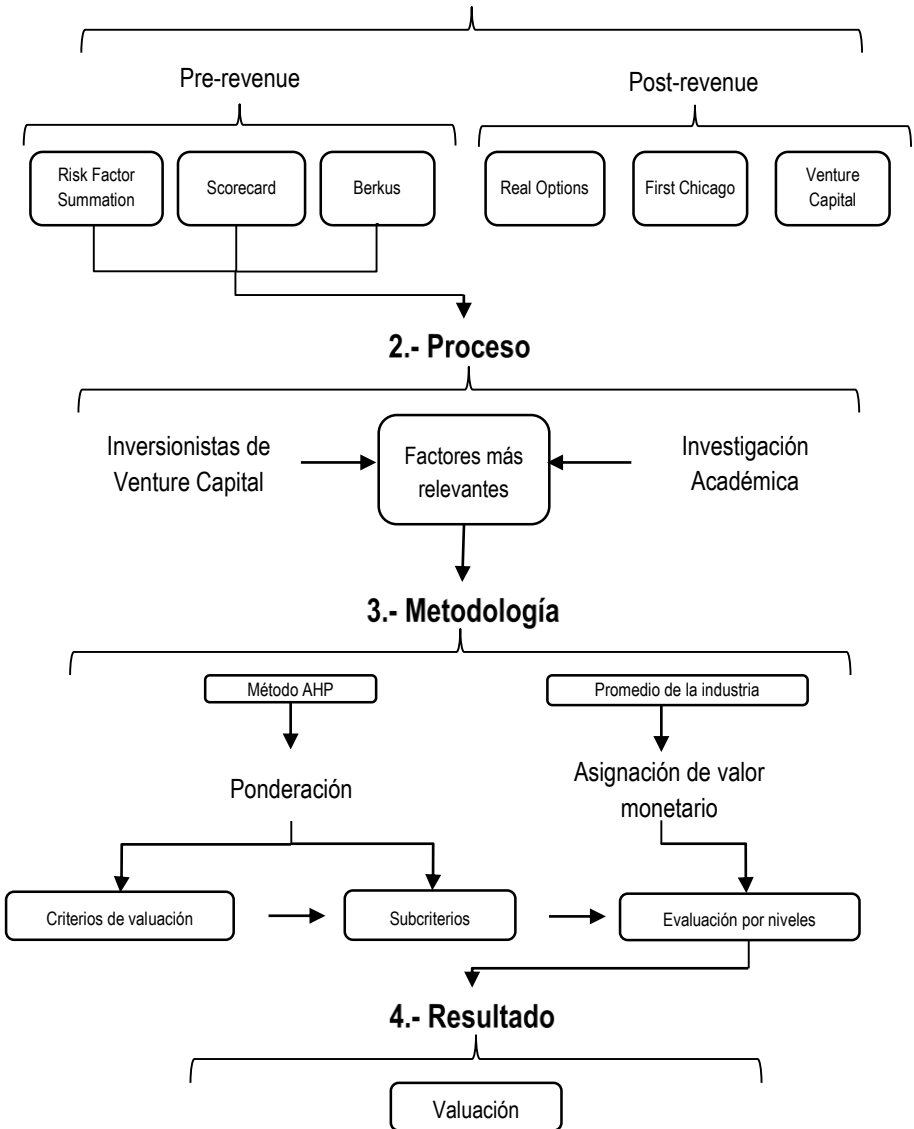 Pre-revenue
Post-revenue
Risk Factor
Summation
Scorecard
Berkus
Real Options
First Chicago
Venture
Capital
2.- Proceso
Inversionistas de
Venture Capital
Factores más
relevantes
Investigación
Académica
3.- Metodología
Método AHP
Promedio de la industria
Ponderación
Asignación de valor
monetario
Criterios de valuación
Subcriterios
Evaluación por niveles
4.- Resultado
Valuación